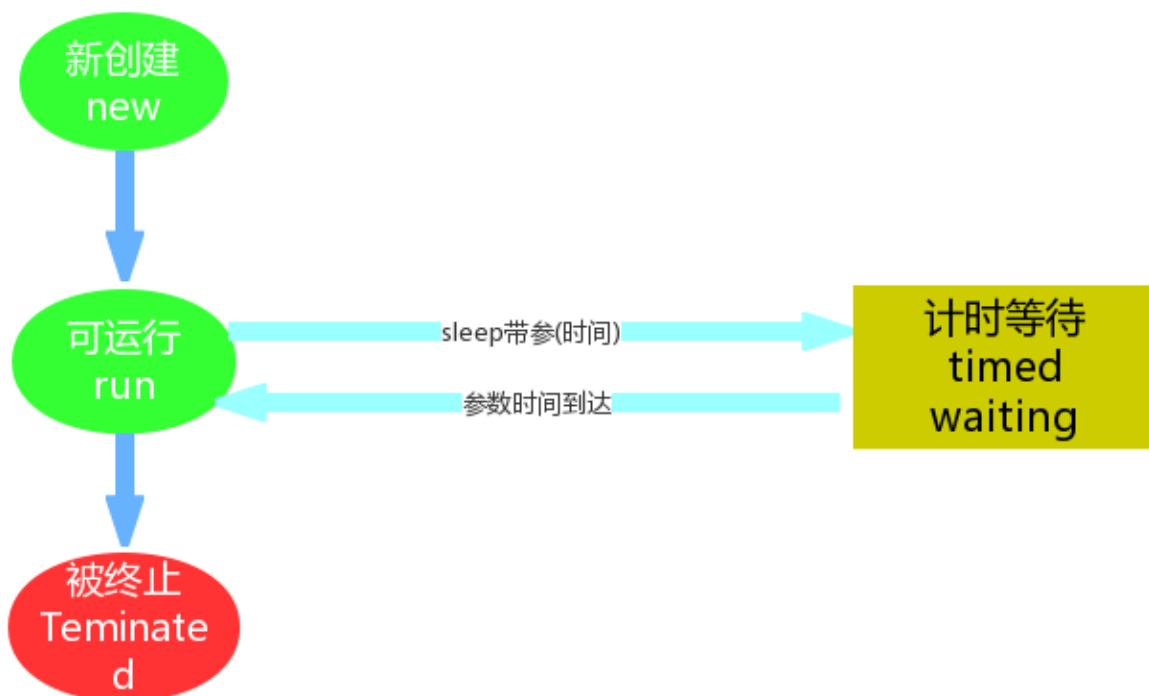 新创建
new
可运行
run
sleep带参(时间)
参数时间到达
计时等待
timed
waiting
被终止
Teminate
d